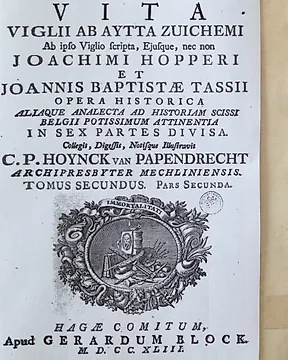 VITA
VIGLII AB AYTTA ZUICHEMI
Ab ipso Viglio scripta, Ejusque, nec non
JOACHIMI HOPPERI
ET
JOANNIS BAPTISTÆ TASSII
OPERA HISTORICA
ALIAQUE ANALECTA AD HISTORIAM SCISSI
BELGII POTISSIMUM ATTINENTIA
IN SEX PARTES DIVISA.
Collegit, Digessit, Notisque Illustravit
C. P. HOYNCK VAN PAPENDRECHT
ARCHIPRESBYTER MECHLINIENSIS.
TOMUS SECUNDUS. PARS SECUNDA.
IMMORTALITATI
HAGÆ COMITUM,
Apud GERARDUM BLOCK.
M. D. C C. XLIII.